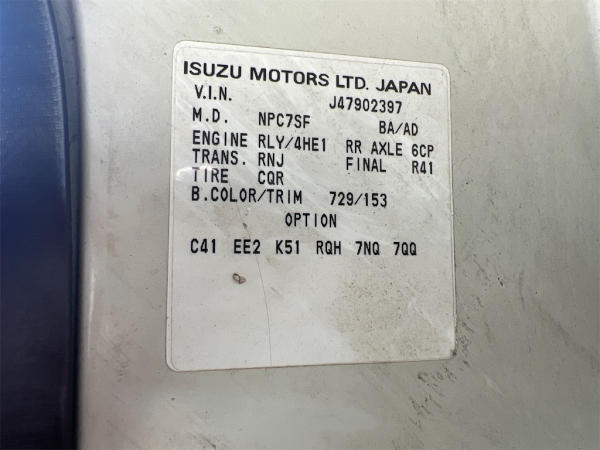 ISUZU MOTORS LTD. JAPAN
V.I.N. J47902397
M.D. NPC7SF BA/AD
ENGINE RLY/4HE1 RR AXLE 6CP
TRANS. RNJ FINAL R41
TIRE CQR
B.COLOR/TRIM 729/153
OPTION
C41 EE2 K51 RQH 7NQ 7QQ